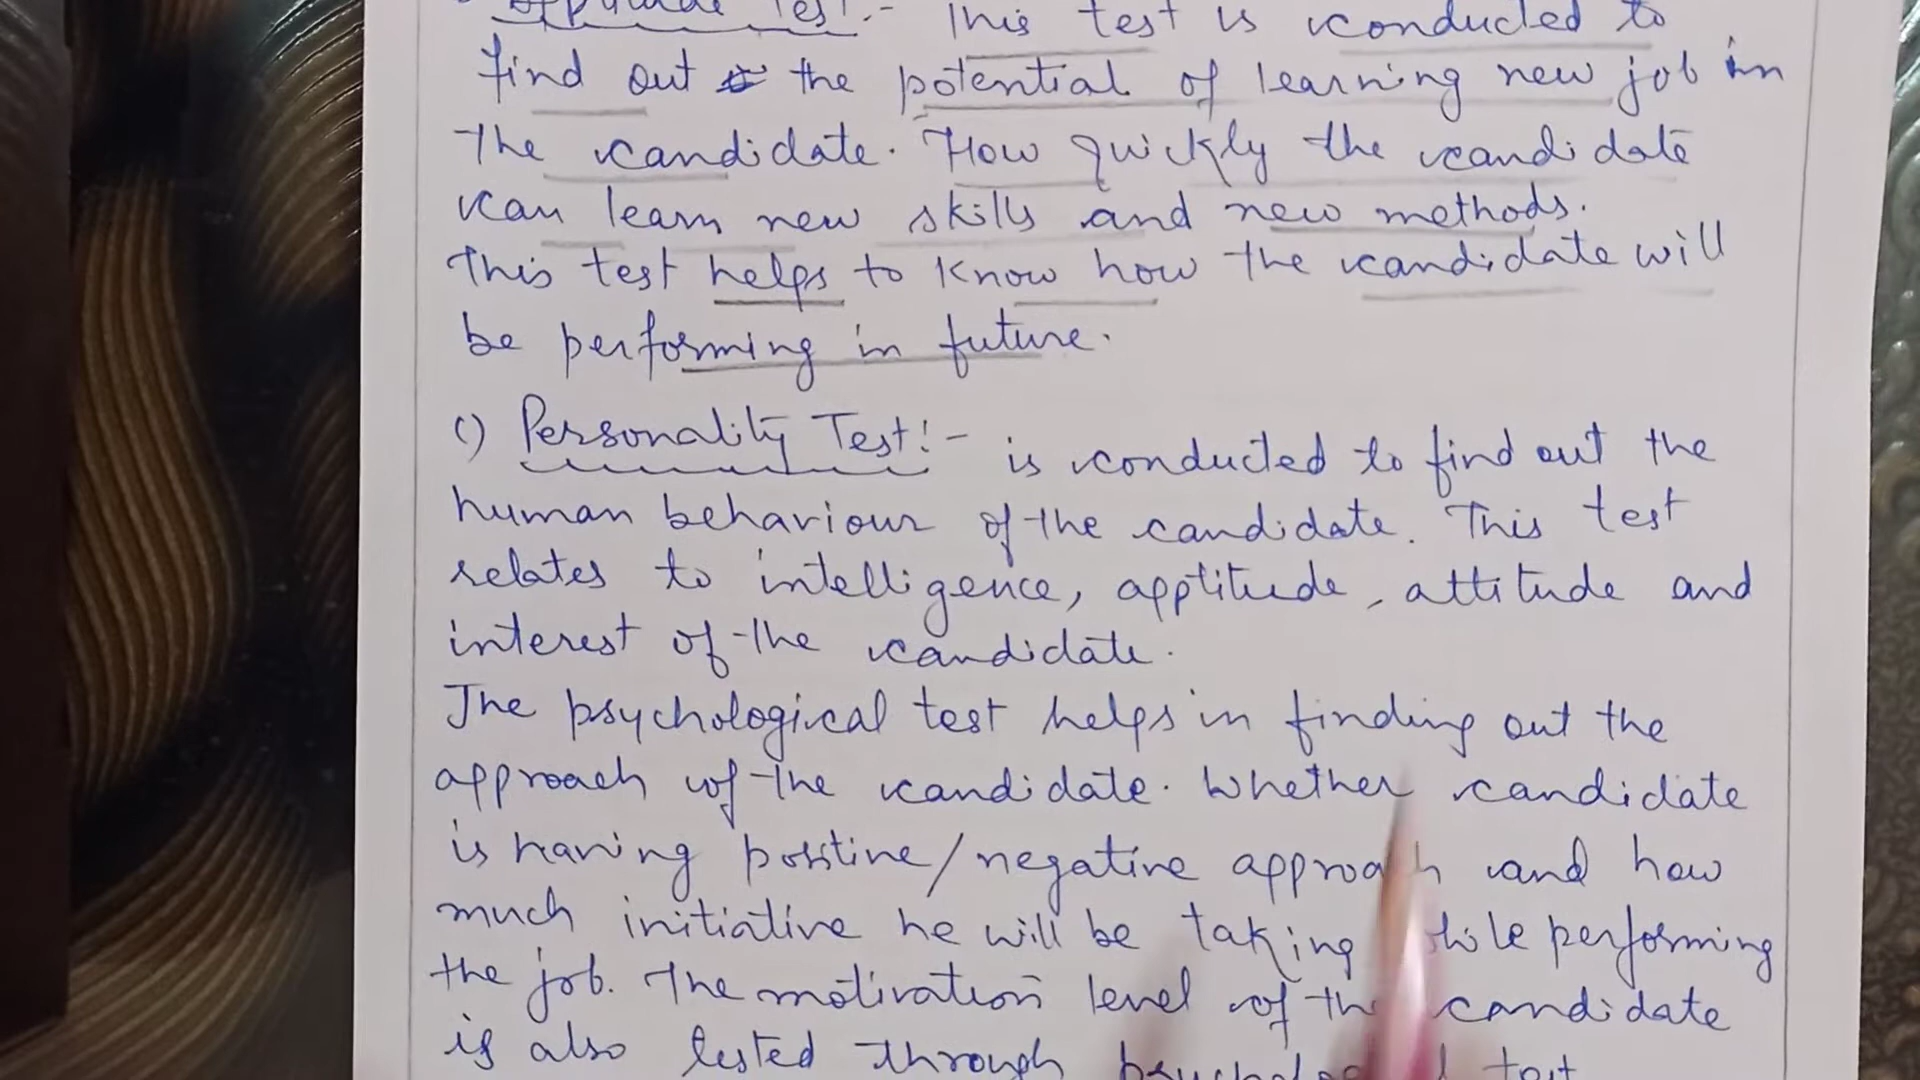 Aptitude Test:- This test is conducted to
find out the potential of learning new job in
the candidate. How quickly the candidate
can learn new skills and new methods.
This test helps to know how the candidate will
be performing in future.
c) Personality Test:- is conducted to find out the
human behaviour of the candidate. This test
relates to intelligence, apptitude, attitude and
interest of the candidate.
The psychological test helps in finding out the
approach of the candidate. Whether candidate
is having positive/negative approach and how
much initiative he will be taking while performing
the job. The motivation level of the candidate
is also tested through psychological test